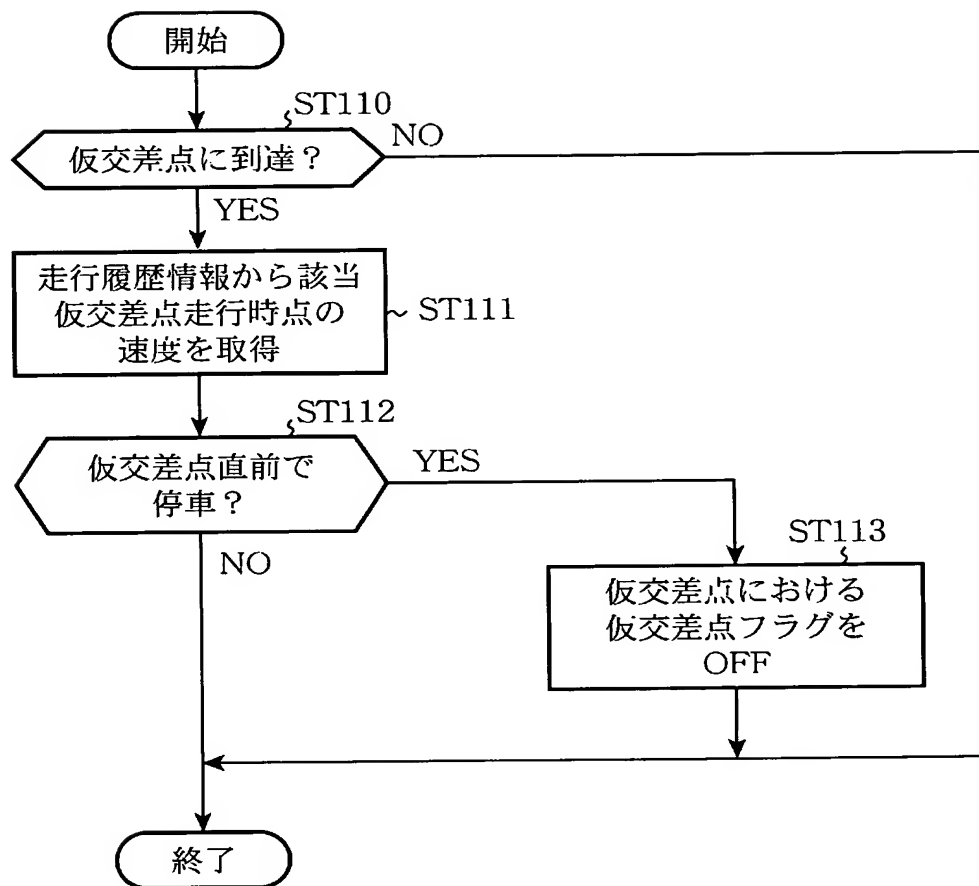 開始
ST110
仮交差点に到達？
NO
YES
走行履歴情報から該当
仮交差点走行時点の
速度を取得
ST111
ST112
仮交差点直前で
停車？
YES
NO
ST113
仮交差点における
仮交差点フラグを
OFF
終了